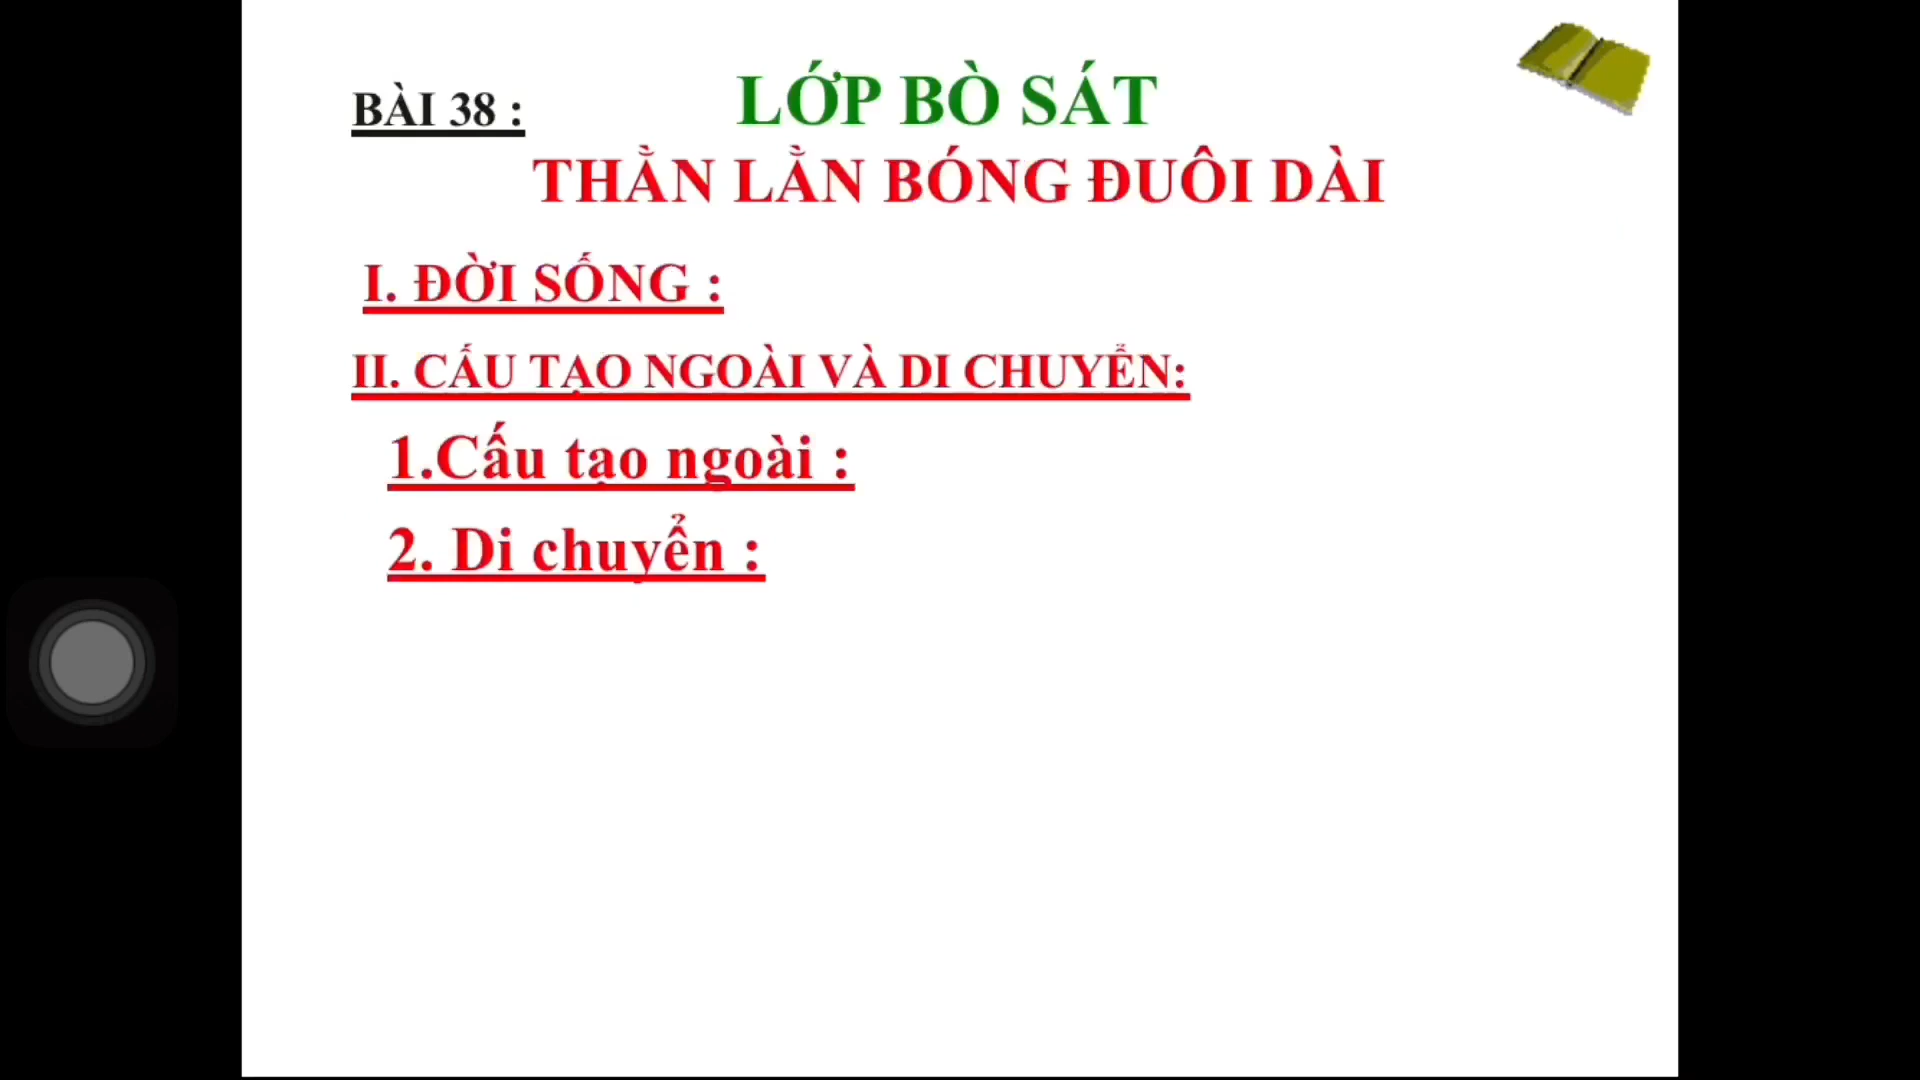 BÀI 38 : LỚP BÒ SÁT
THẰN LẰN BÓNG ĐUÔI DÀI
I. ĐỜI SỐNG :
II. CẤU TẠO NGOÀI VÀ DI CHUYỂN:
1.Cấu tạo ngoài :
2. Di chuyển :